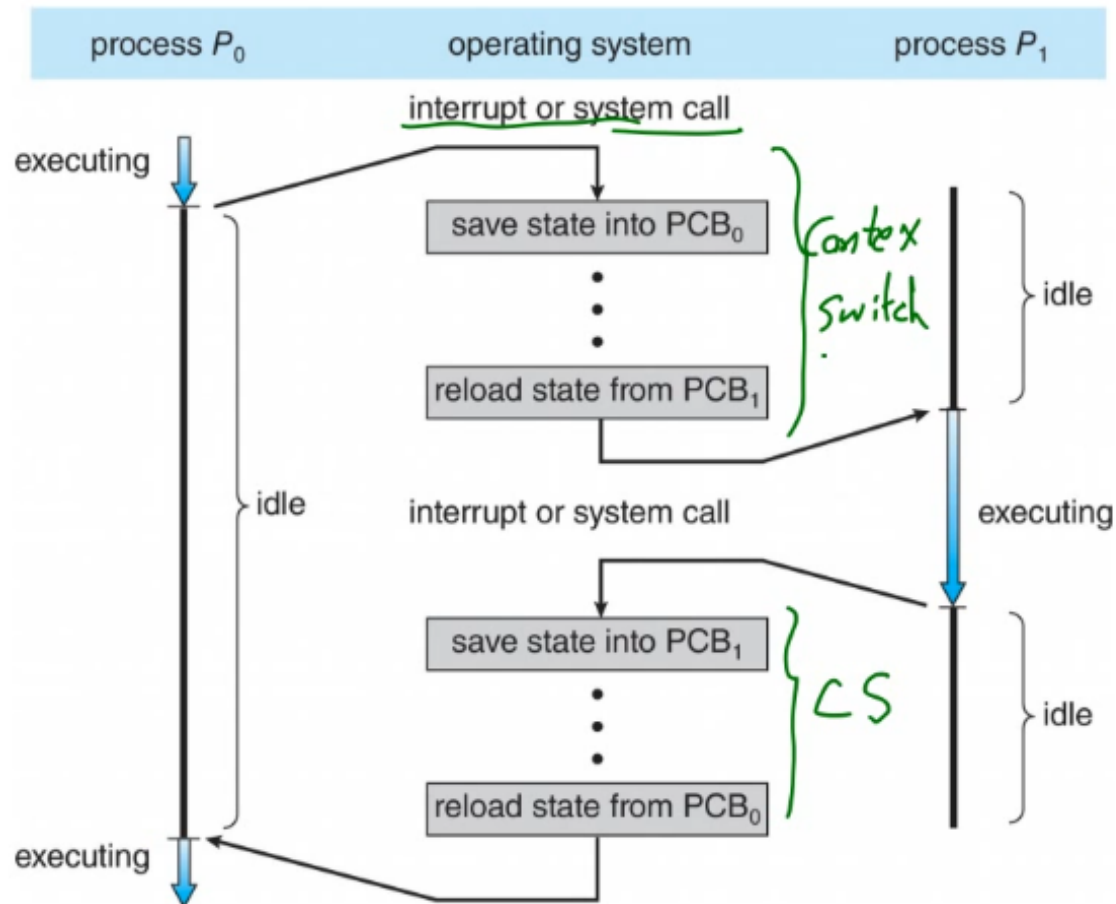 process P₀ operating system process P₁
interrupt or system call
executing
save state into PCB₀
Contex
switch
idle
reload state from PCB₁
idle
interrupt or system call
executing
save state into PCB₁
CS
idle
reload state from PCB₀
executing